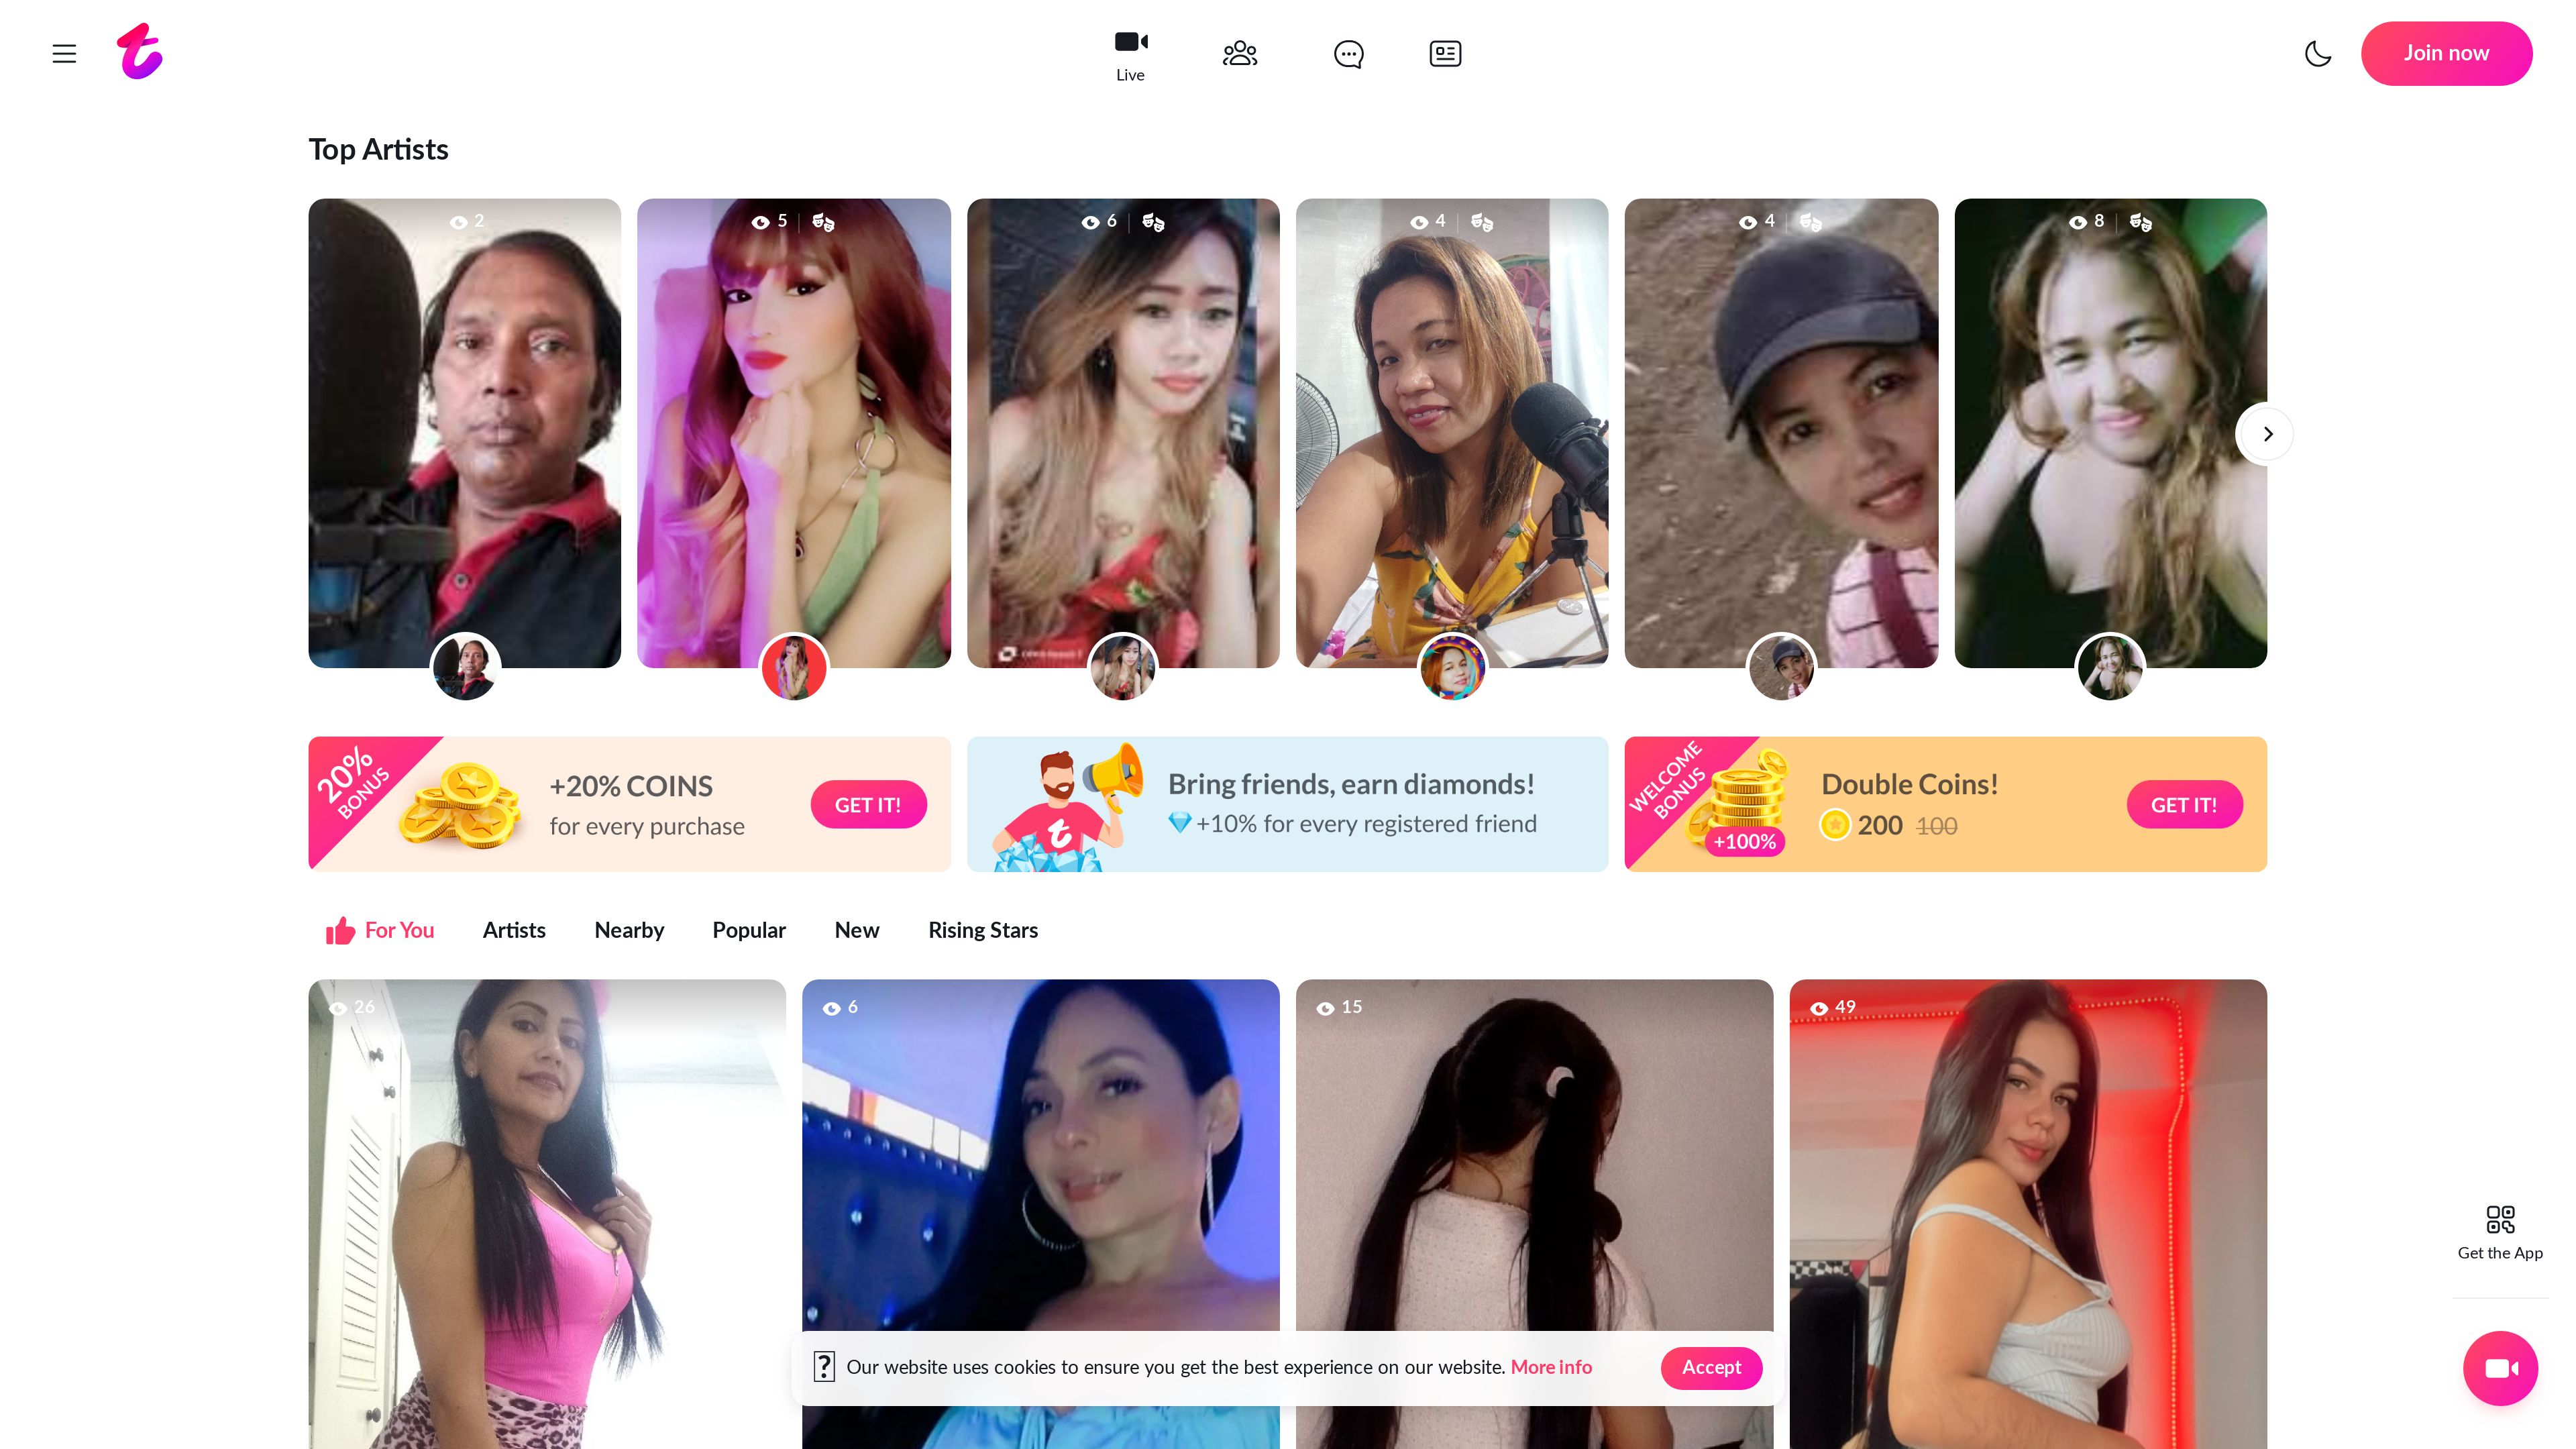 Live
Join now
Top Artists
2
5
6
4
4
8
20%
BONUS
+20% COINS
for every purchase
GET IT!
Bring friends, earn diamonds!
+10% for every registered friend
WELCOME
BONUS
+100%
Double Coins!
200 100
GET IT!
For You
Artists
Nearby
Popular
New
Rising Stars
26
6
15
49
Get the App
Our website uses cookies to ensure you get the best experience on our website. More info
Accept